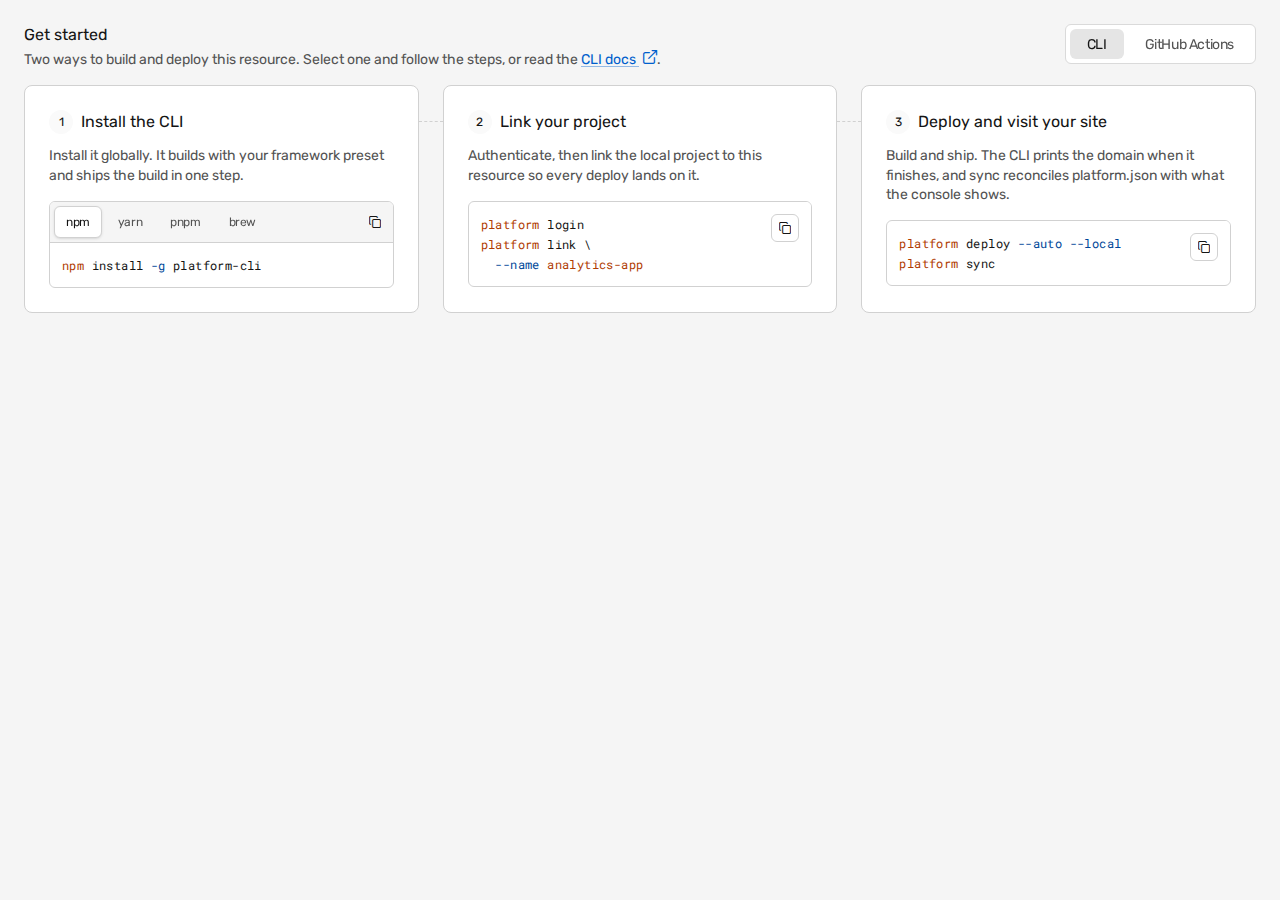 Get started
Two ways to build and deploy this resource. Select one and follow the steps, or read the CLI docs.
CLI
GitHub Actions
1
Install the CLI
Install it globally. It builds with your framework preset
and ships the build in one step.
npm
yarn
pnpm
brew
npm install -g platform-cli
2
Link your project
Authenticate, then link the local project to this
resource so every deploy lands on it.
platform login
platform link \
--name analytics-app
3
Deploy and visit your site
Build and ship. The CLI prints the domain when it
finishes, and sync reconciles platform.json with what
the console shows.
platform deploy --auto --local
platform sync